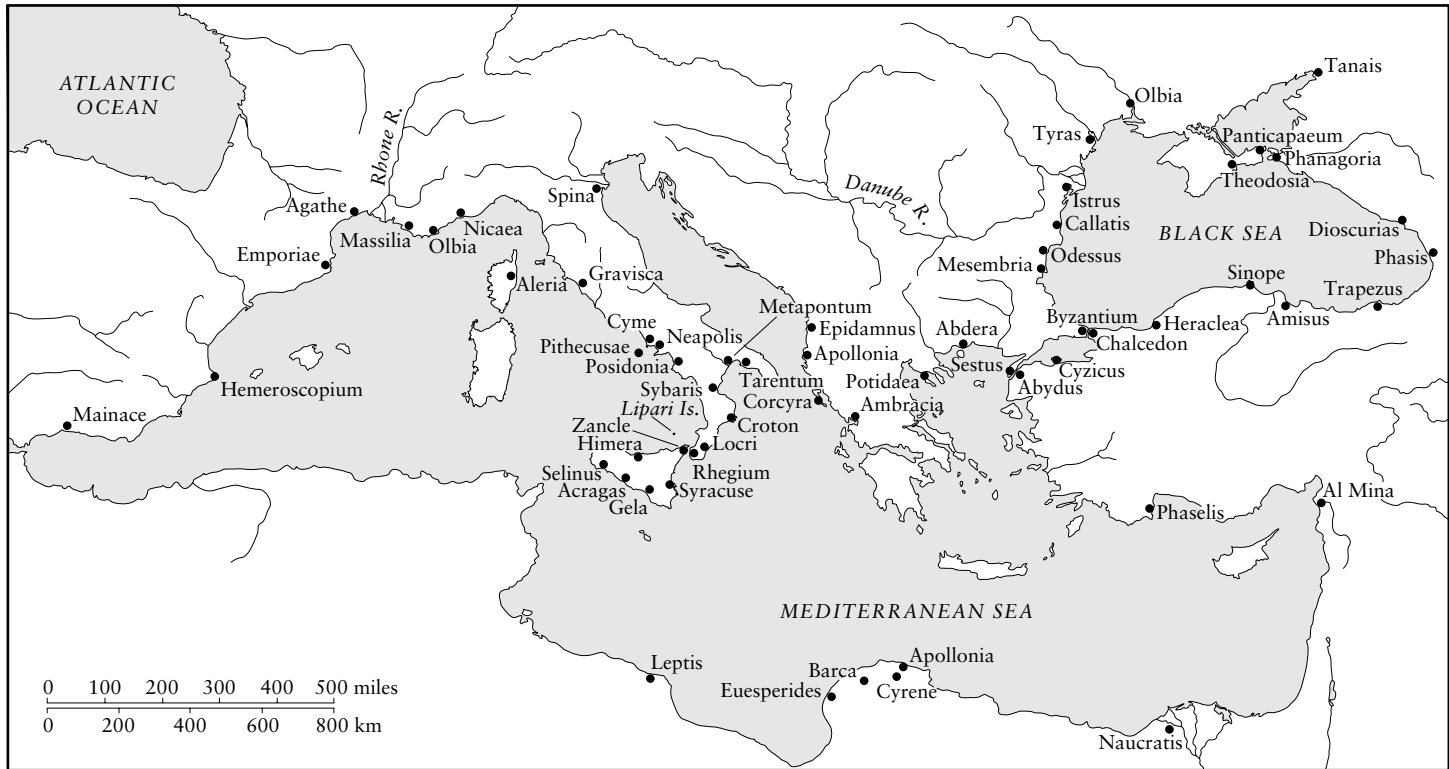 ATLANTIC
OCEAN
Rhone R.
Danube R.
Tanais
Olbia
Tyras
Panticapaeum
Phanagoria
Theodosia
Spina
Istrus
Agathe
Nicaea
Massilia
Olbia
Callatis
BLACK SEA
Dioscurias
Emporiae
Odessus
Phasis
Mesembria
Aleria
Gravisca
Sinope
Trapezus
Metapontum
Amisus
Cyme
Neapolis
Epidamnus
Abdera
Byzantium
Heraclea
Chalcedon
Pithecusae
Posidonia
Apollonia
Sestus
Cyzicus
Hemeroscopium
Sybaris
Tarentum
Potidaea
Abydus
Lipari Is.
Corcyra
Ambracia
Mainace
Croton
Zancle
Himera
Locri
Selinus
Rhegium
Acragas
Syracuse
Gela
Phaselis
Al Mina
MEDITERRANEAN SEA
Leptis
Barca
Apollonia
Euesperides
Cyrene
Naucratis
0 100 200 300 400 500 miles
0 200 400 600 800 km